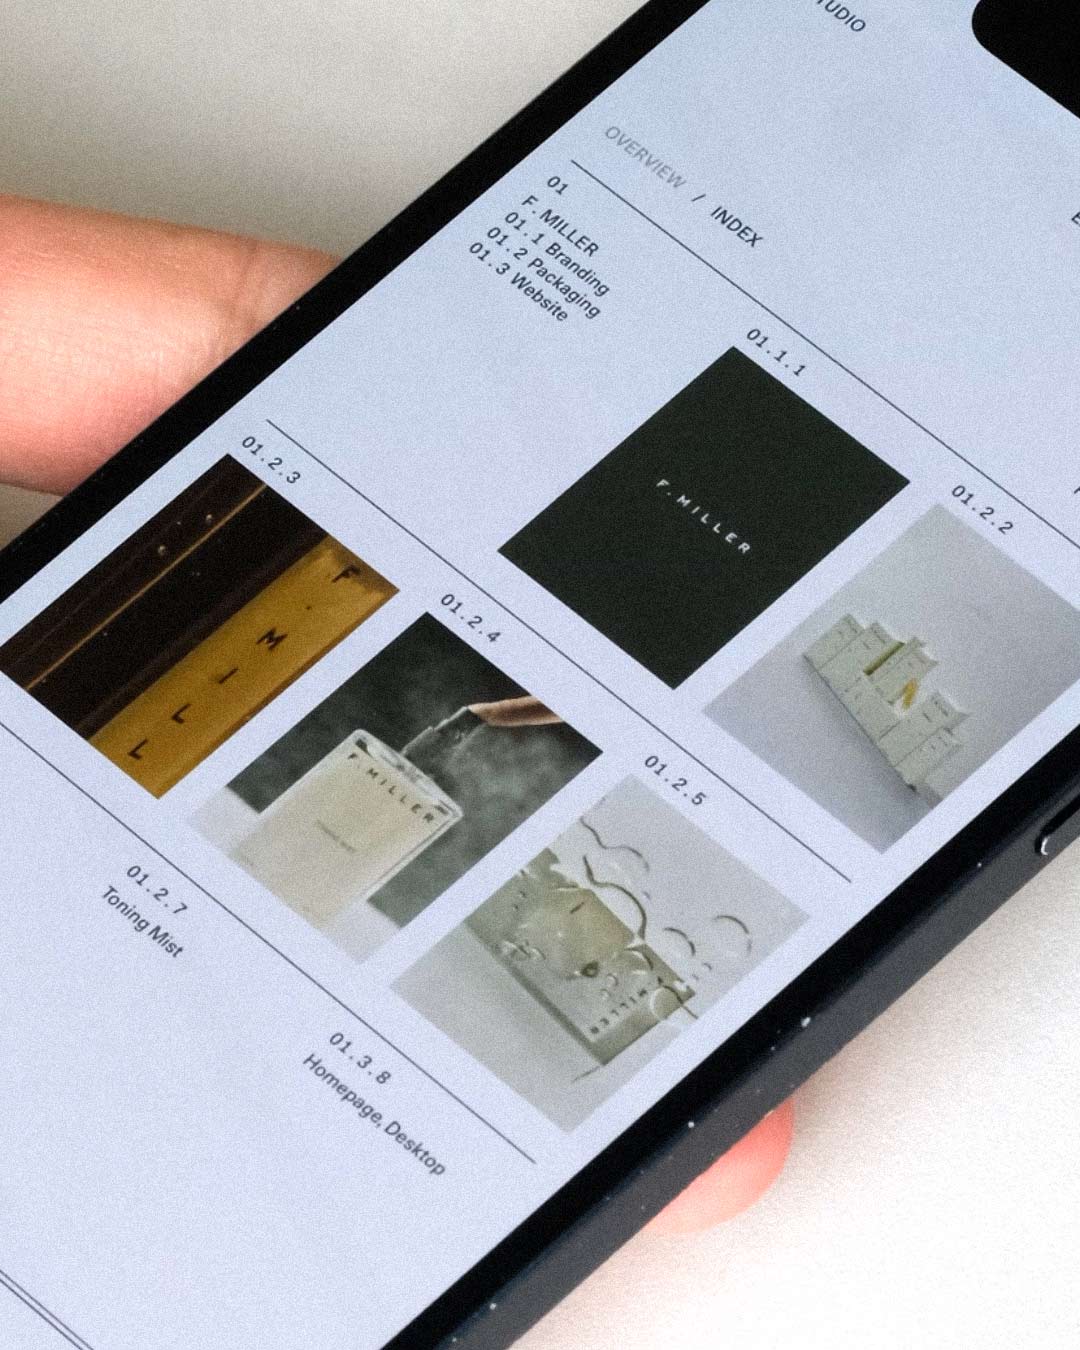 OVERVIEW / INDEX
01
F. MILLER
01.1 Branding
01.2 Packaging
01.3 Website
01.1.1
F.MILLER
01.2.2
01.2.3
F. MILL
01.2.4
F.MILLER
01.2.5
MILLER
01.2.7
Toning Mist
01.3.8
Homepage, Desktop